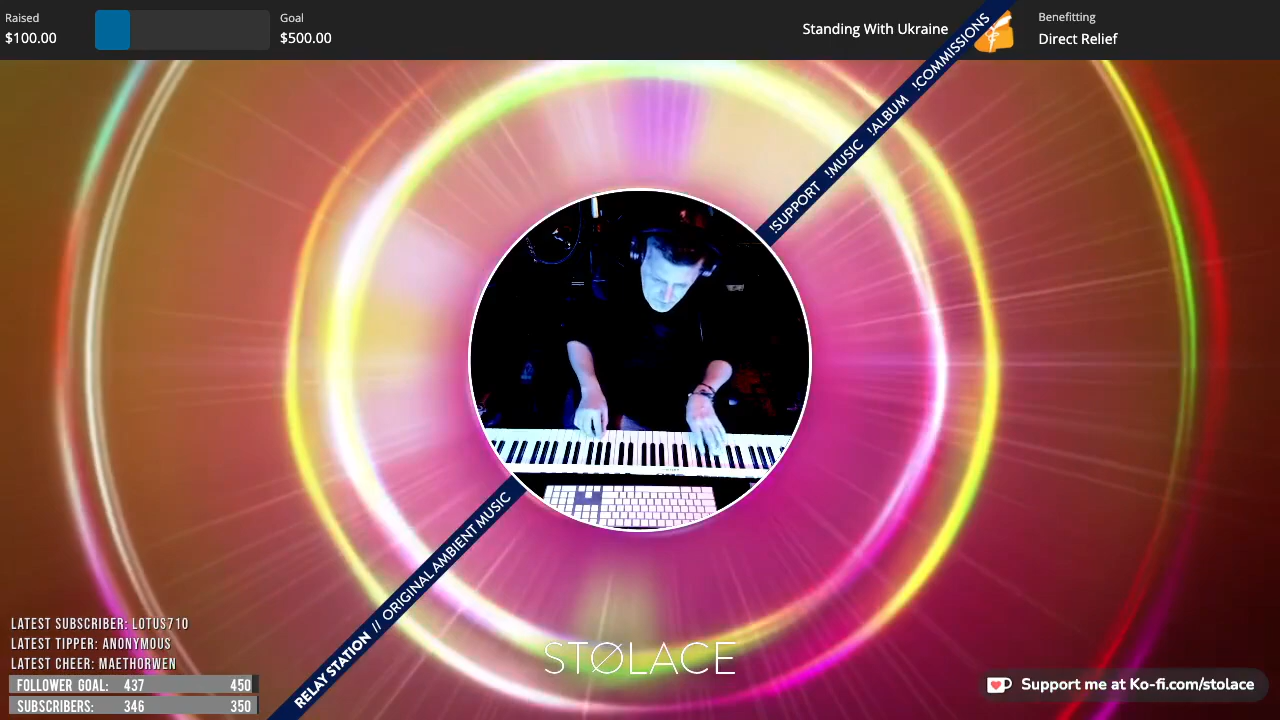 Raised
$100.00
Goal
$500.00
Standing With Ukraine
Benefitting
Direct Relief
!SUPPORT !MUSIC !ALBUM !COMMISSIONS
RELAY STATION // ORIGINAL AMBIENT MUSIC
STØLACE
LATEST SUBSCRIBER: LOTUS710
LATEST TIPPER: ANONYMOUS
LATEST CHEER: MAETHORWEN
FOLLOWER GOAL: 437 450
SUBSCRIBERS: 346 350
Support me at Ko-fi.com/stolace